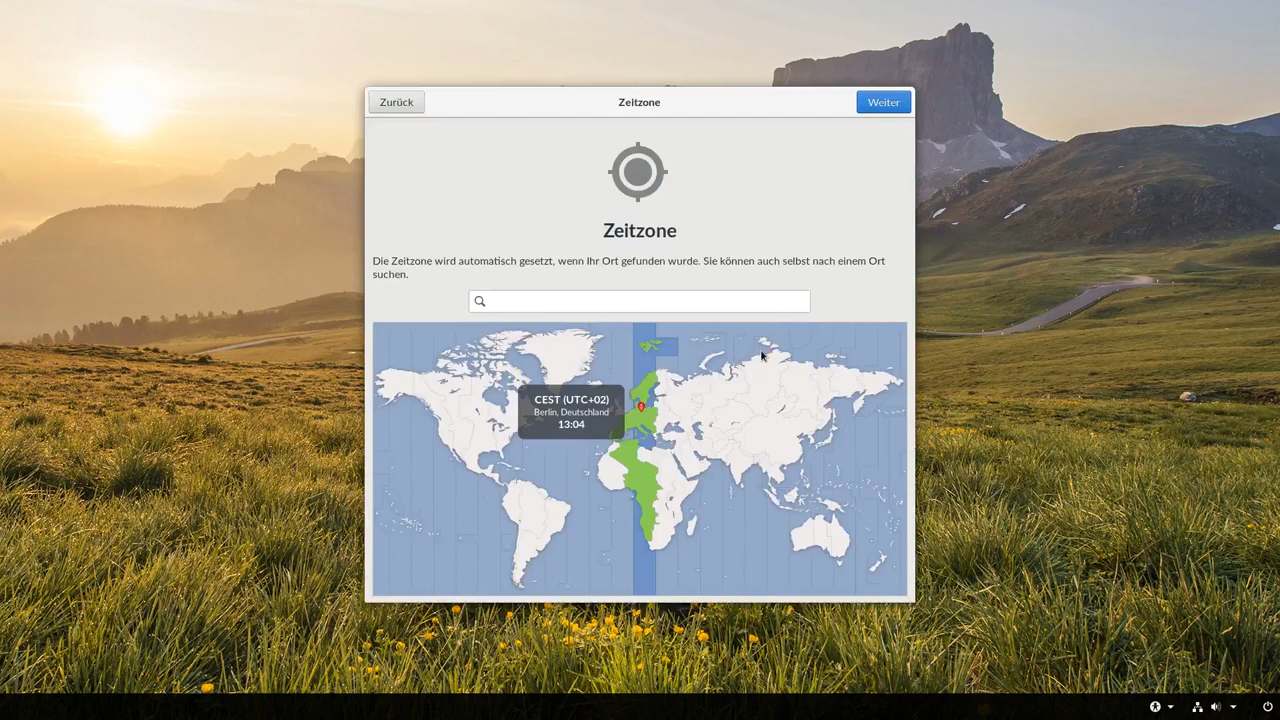 Zurück
Zeitzone
Weiter
Zeitzone
Die Zeitzone wird automatisch gesetzt, wenn Ihr Ort gefunden wurde. Sie können auch selbst nach einem Ort
suchen.
CEST (UTC+02)
Berlin, Deutschland
13:04